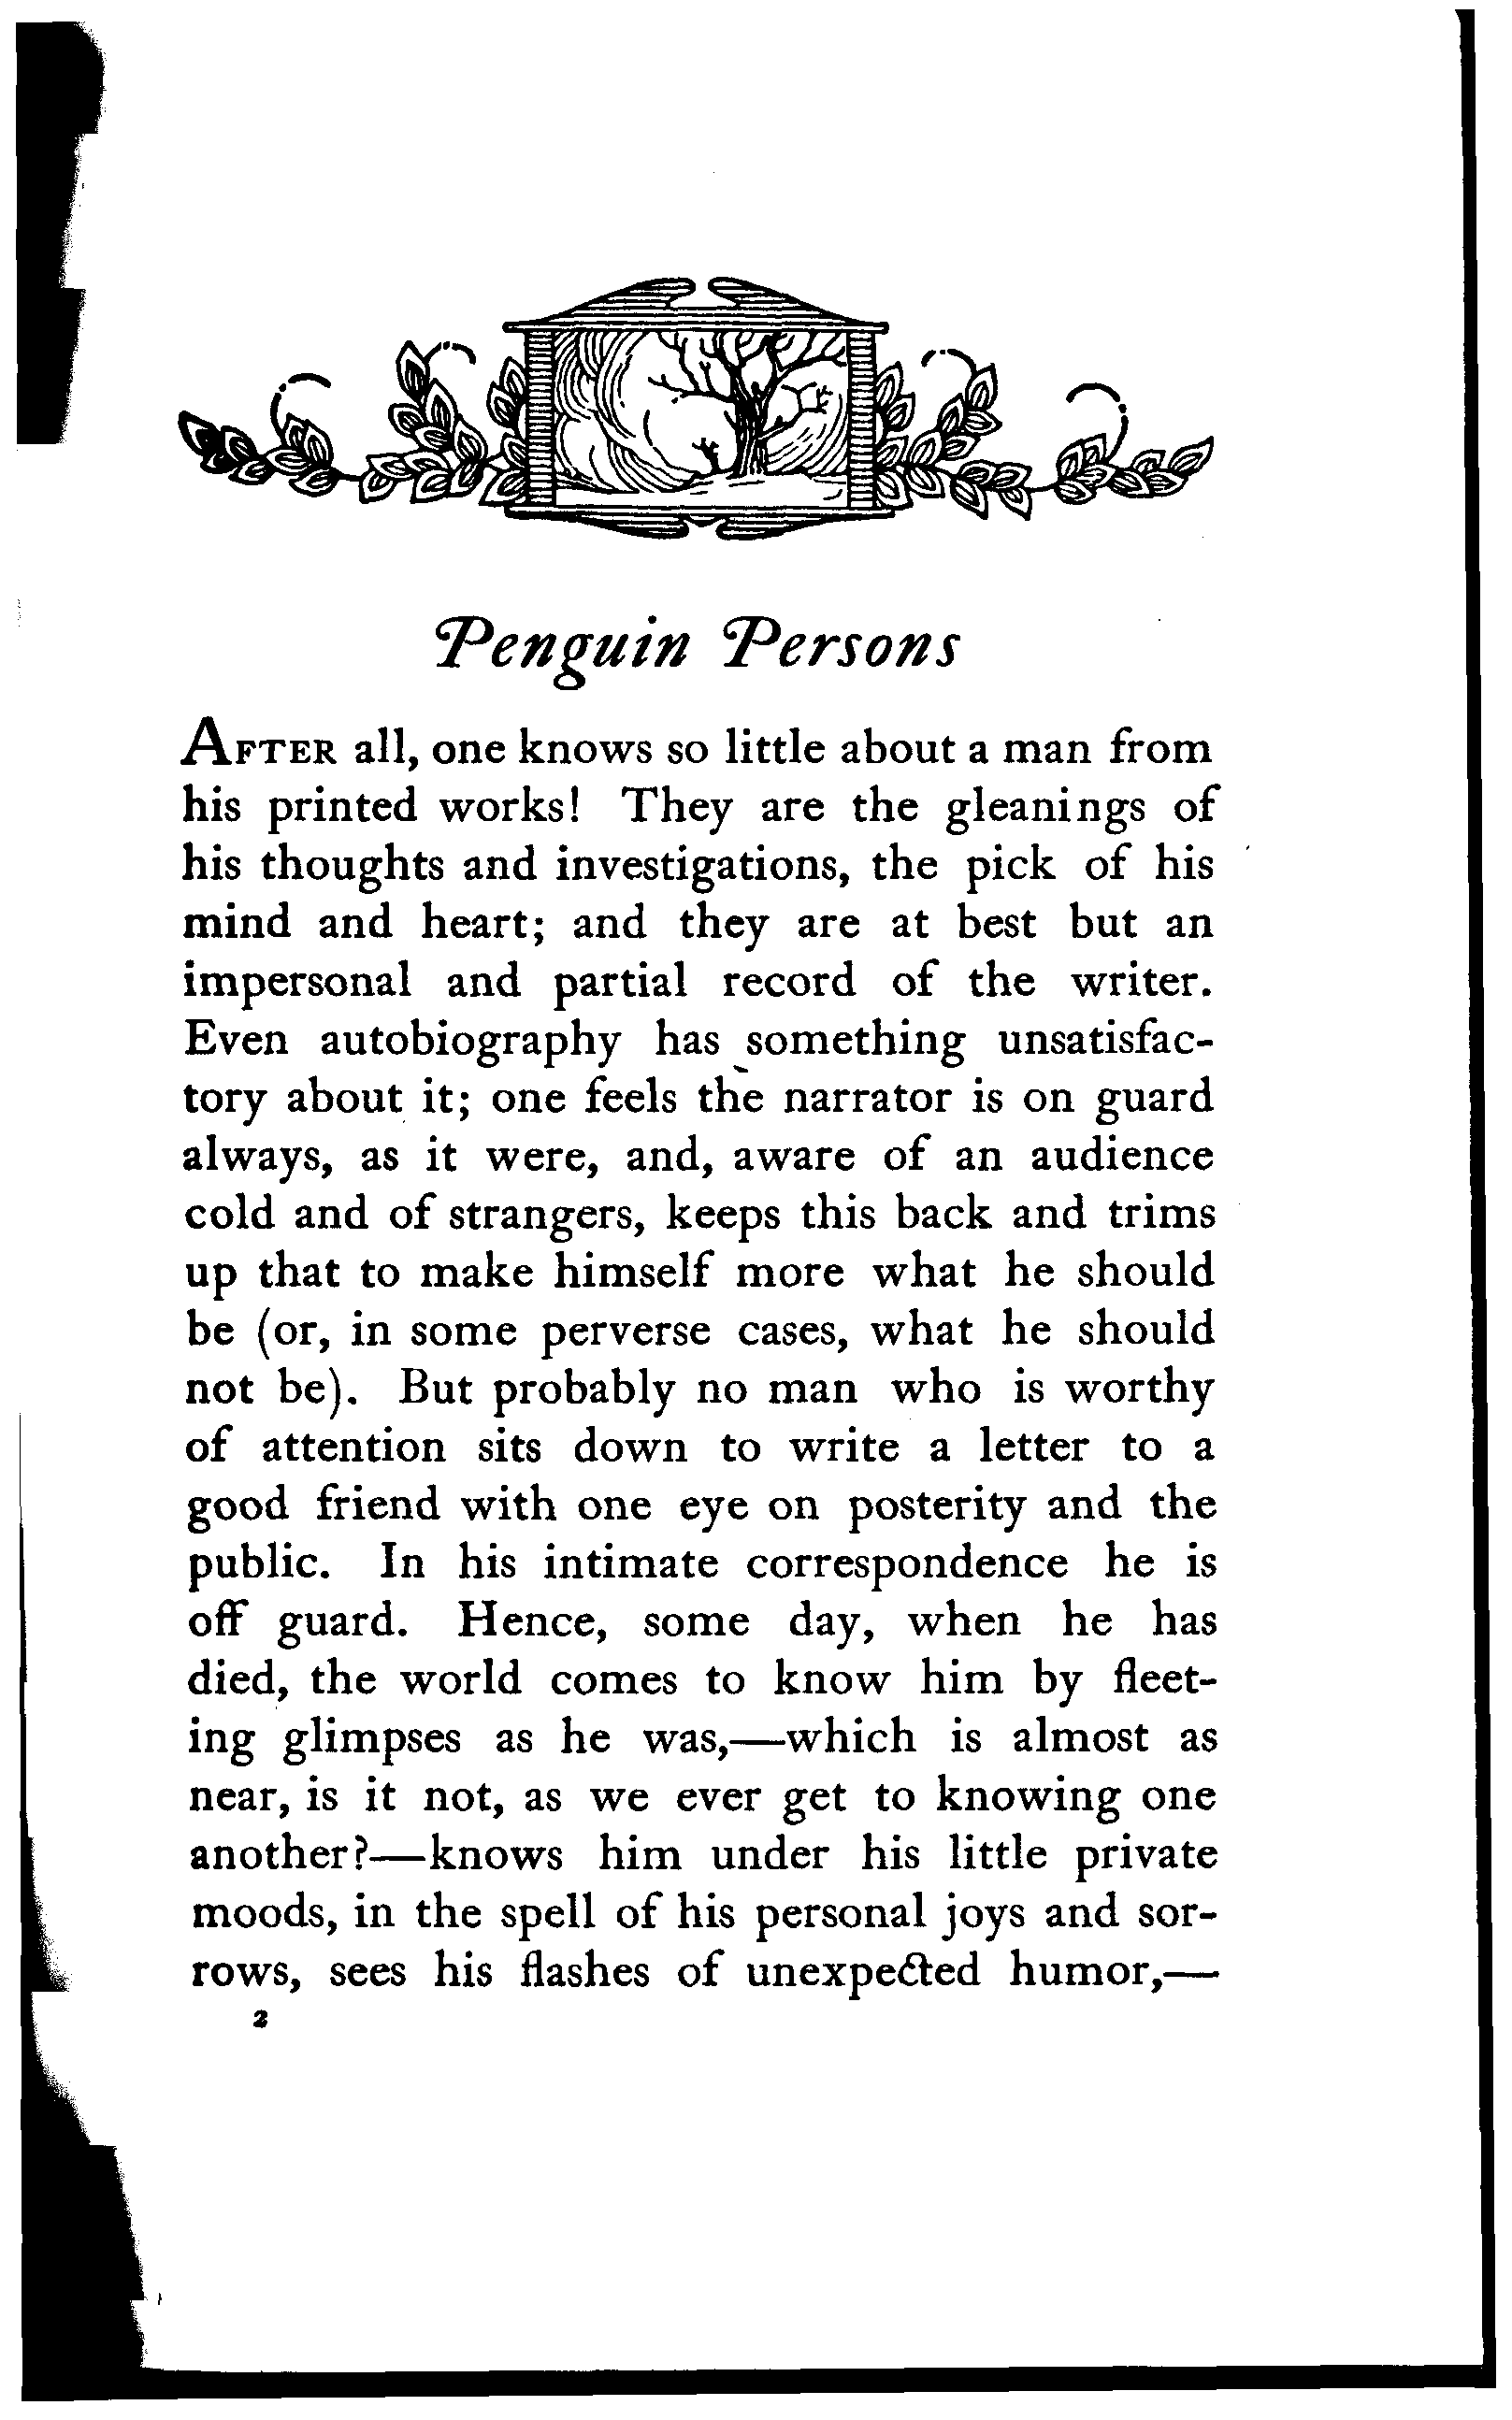 Penguin Persons
AFTER all, one knows so little about a man from
his printed works! They are the gleanings of
his thoughts and investigations, the pick of his
mind and heart; and they are at best but an
impersonal and partial record of the writer.
Even autobiography has something unsatisfac-
tory about it; one feels the narrator is on guard
always, as it were, and, aware of an audience
cold and of strangers, keeps this back and trims
up that to make himself more what he should
be (or, in some perverse cases, what he should
not be). But probably no man who is worthy
of attention sits down to write a letter to a
good friend with one eye on posterity and the
public. In his intimate correspondence he is
off guard. Hence, some day, when he has
died, the world comes to know him by fleet-
ing glimpses as he was,—which is almost as
near, is it not, as we ever get to knowing one
another?—knows him under his little private
moods, in the spell of his personal joys and sor-
rows, sees his flashes of unexpected humor,—
2